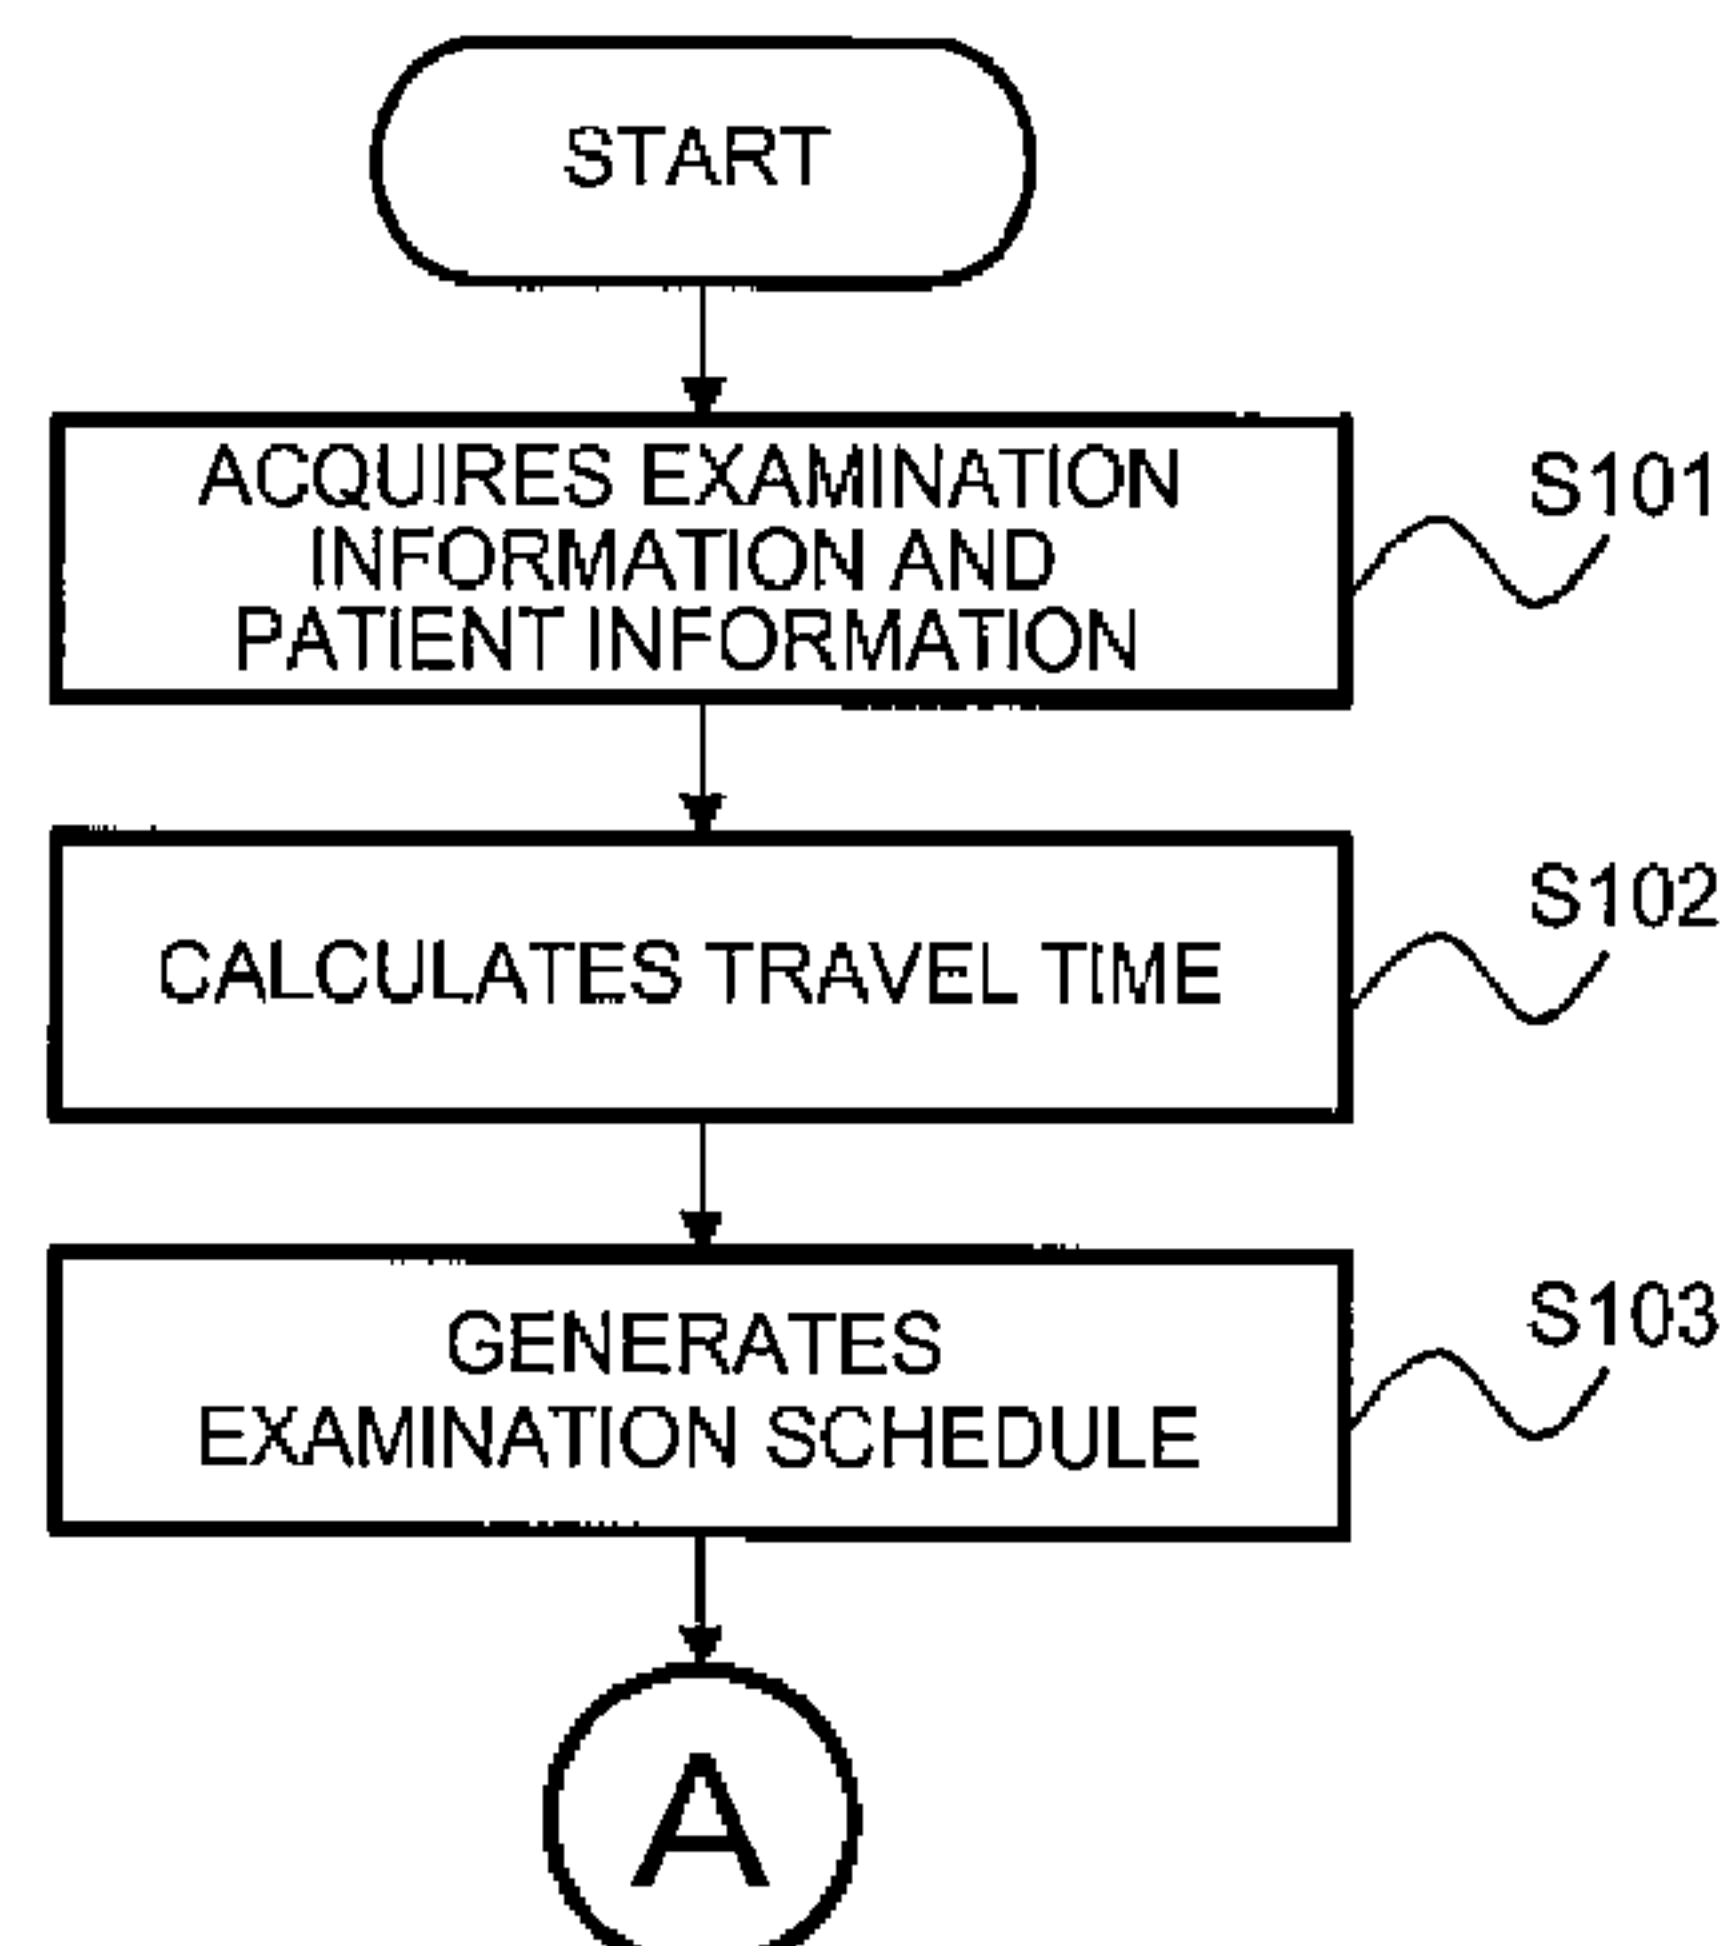 START
ACQUIRES EXAMINATION
INFORMATION AND
PATIENT INFORMATION
S101
CALCULATES TRAVEL TIME
S102
GENERATES
EXAMINATION SCHEDULE
S103
A